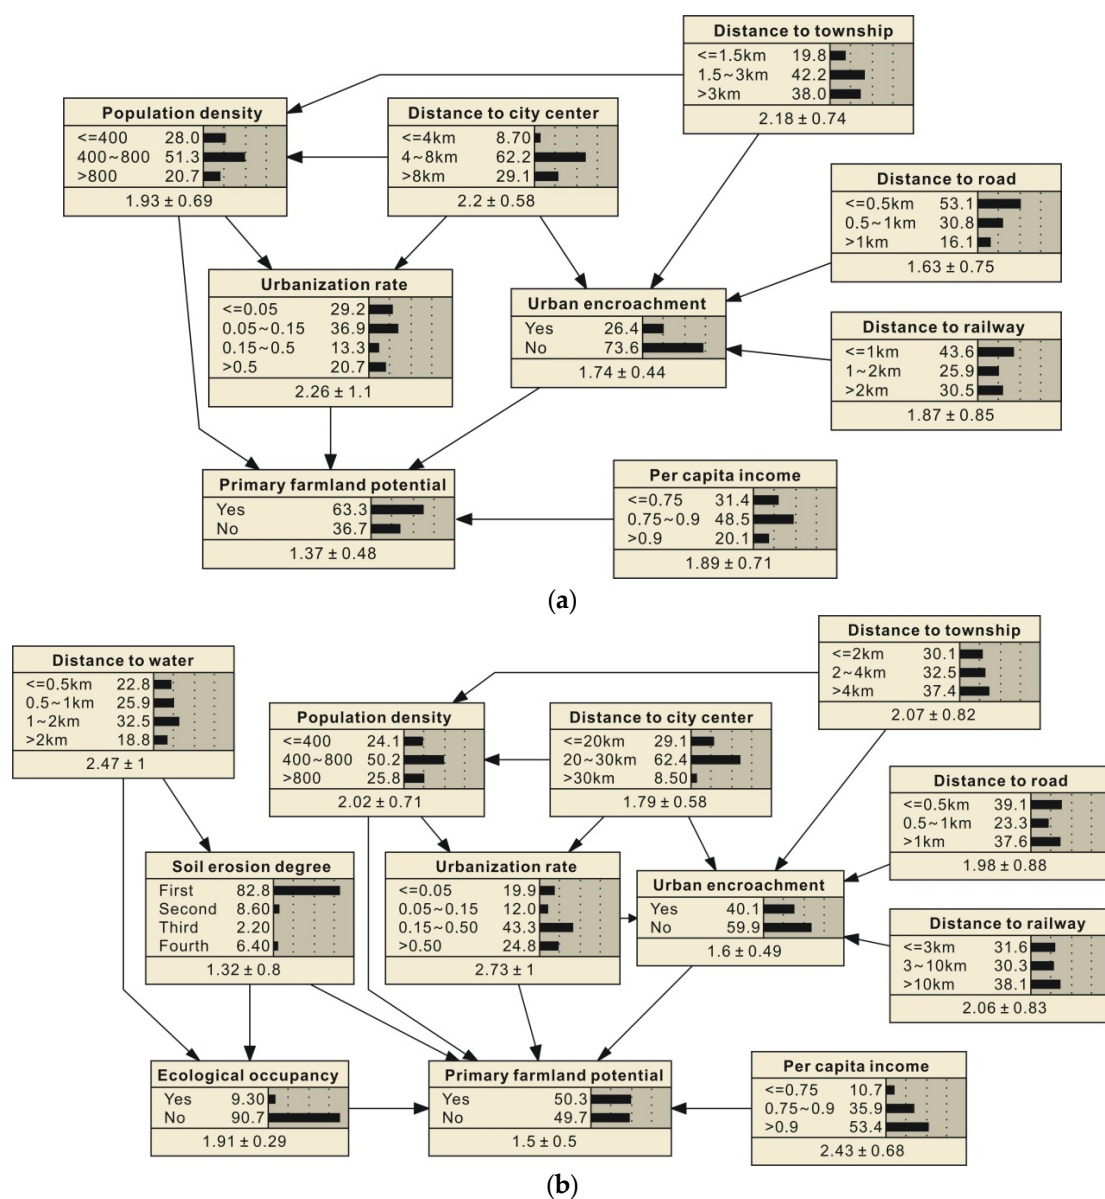 Distance to township
<=1.5km 19.8
1.5~3km 42.2
>3km 38.0
2.18 ± 0.74
Population density
<=400 28.0
400~800 51.3
>800 20.7
1.93 ± 0.69
Distance to city center
<=4km 8.70
4~8km 62.2
>8km 29.1
2.2 ± 0.58
Distance to road
<=0.5km 53.1
0.5~1km 30.8
>1km 16.1
1.63 ± 0.75
Urbanization rate
<=0.05 29.2
0.05~0.15 36.9
0.15~0.5 13.3
>0.5 20.7
2.26 ± 1.1
Urban encroachment
Yes 26.4
No 73.6
1.74 ± 0.44
Distance to railway
<=1km 43.6
1~2km 25.9
>2km 30.5
1.87 ± 0.85
Primary farmland potential
Yes 63.3
No 36.7
1.37 ± 0.48
Per capita income
<=0.75 31.4
0.75~0.9 48.5
>0.9 20.1
1.89 ± 0.71
(a)
Distance to township
<=2km 30.1
2~4km 32.5
>4km 37.4
2.07 ± 0.82
Distance to water
<=0.5km 22.8
0.5~1km 25.9
1~2km 32.5
>2km 18.8
2.47 ± 1
Population density
<=400 24.1
400~800 50.2
>800 25.8
2.02 ± 0.71
Distance to city center
<=20km 29.1
20~30km 62.4
>30km 8.50
1.79 ± 0.58
Distance to road
<=0.5km 39.1
0.5~1km 23.3
>1km 37.6
1.98 ± 0.88
Soil erosion degree
First 82.8
Second 8.60
Third 2.20
Fourth 6.40
1.32 ± 0.8
Urbanization rate
<=0.05 19.9
0.05~0.15 12.0
0.15~0.50 43.3
>0.50 24.8
2.73 ± 1
Urban encroachment
Yes 40.1
No 59.9
1.6 ± 0.49
Distance to railway
<=3km 31.6
3~10km 30.3
>10km 38.1
2.06 ± 0.83
Ecological occupancy
Yes 9.30
No 90.7
1.91 ± 0.29
Primary farmland potential
Yes 50.3
No 49.7
1.5 ± 0.5
Per capita income
<=0.75 10.7
0.75~0.9 35.9
>0.9 53.4
2.43 ± 0.68
(b)